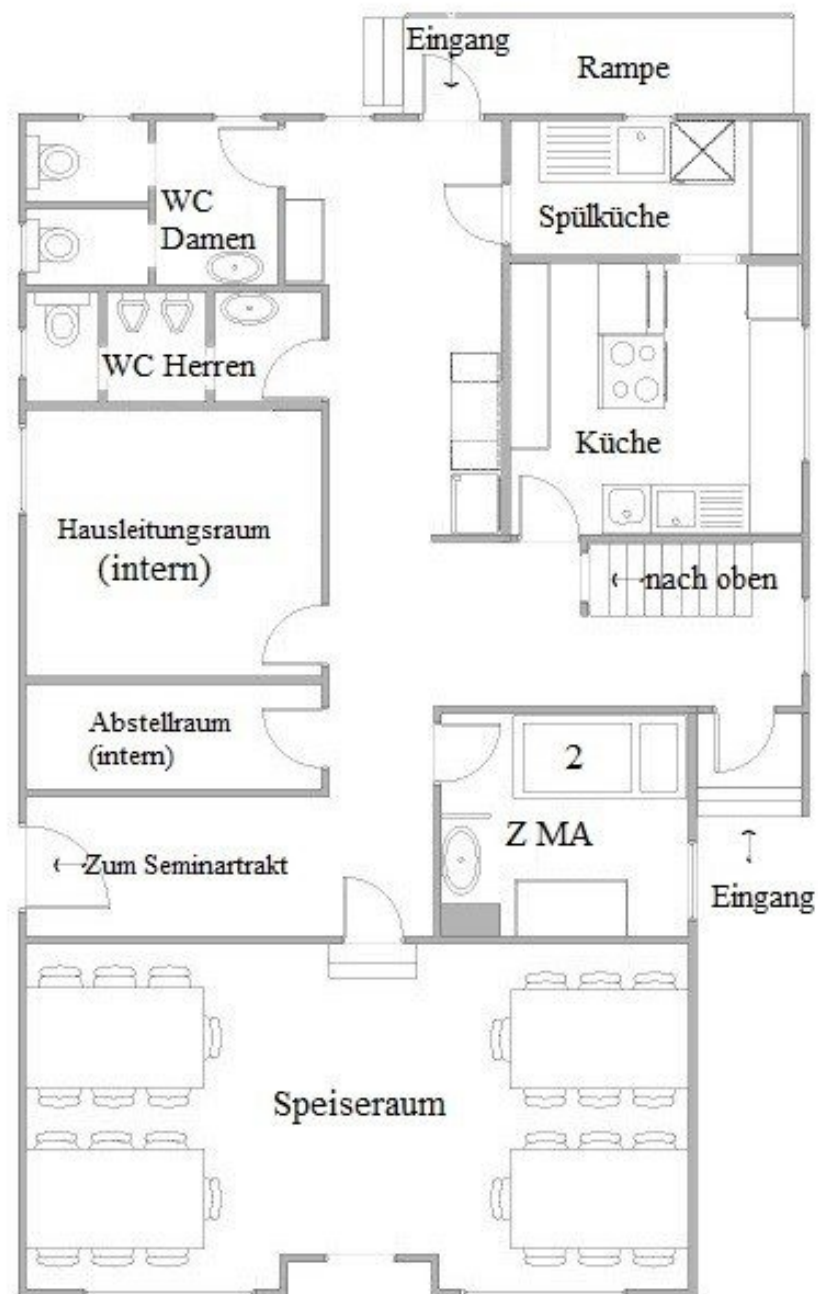 Eingang
Rampe
WC
Damen
Spülküche
WC Herren
Küche
Hausleitungsraum
(intern)
nach oben
Abstellraum
(intern)
2
Z MA
Zum Seminartrakt
Eingang
Speiseraum